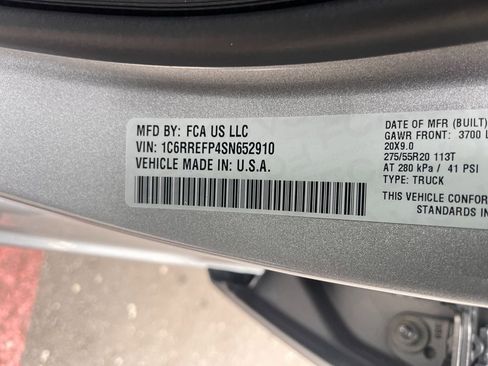 MFD BY: FCA US LLC
VIN: 1C6RREFP4SN652910
VEHICLE MADE IN: U.S.A.
DATE OF MFR (BUILT)
GAWR FRONT: 3700 L
20X9.0
275/55R20 113T
AT 280 kPa / 41 PSI
TYPE: TRUCK
THIS VEHICLE CONFOR
STANDARDS IN